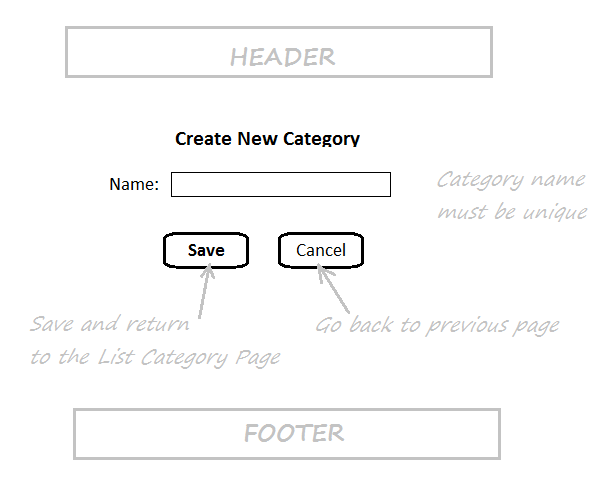 HEADER
Create New Category
Name:
Category name
must be unique
Save
Cancel
Save and return
to the List Category Page
Go back to previous page
FOOTER